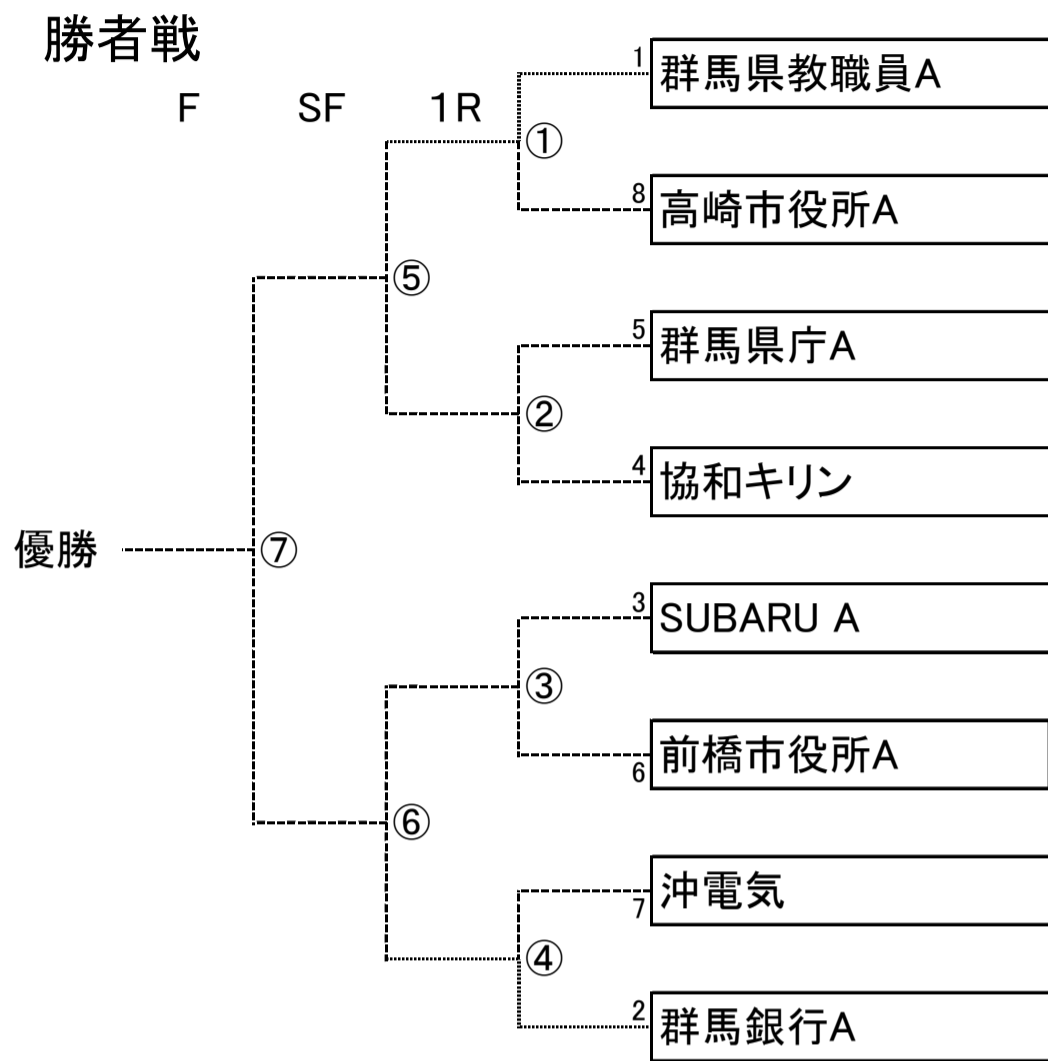 勝者戦
F SF 1R
1 群馬県教職員A
①
8 高崎市役所A
⑤
5 群馬県庁A
②
4 協和キリン
優勝 ⑦
3 SUBARU A
③
6 前橋市役所A
⑥
7 沖電気
④
2 群馬銀行A